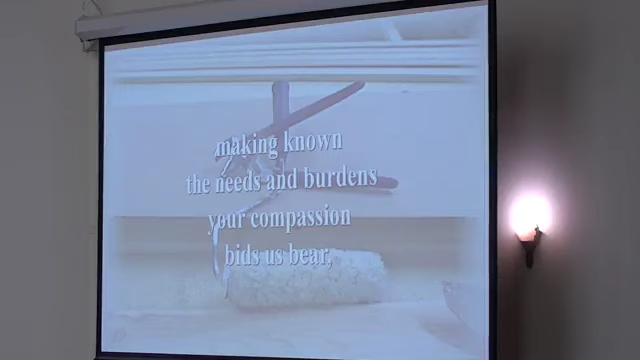 making known
the needs and burdens
your compassion
bids us bear,